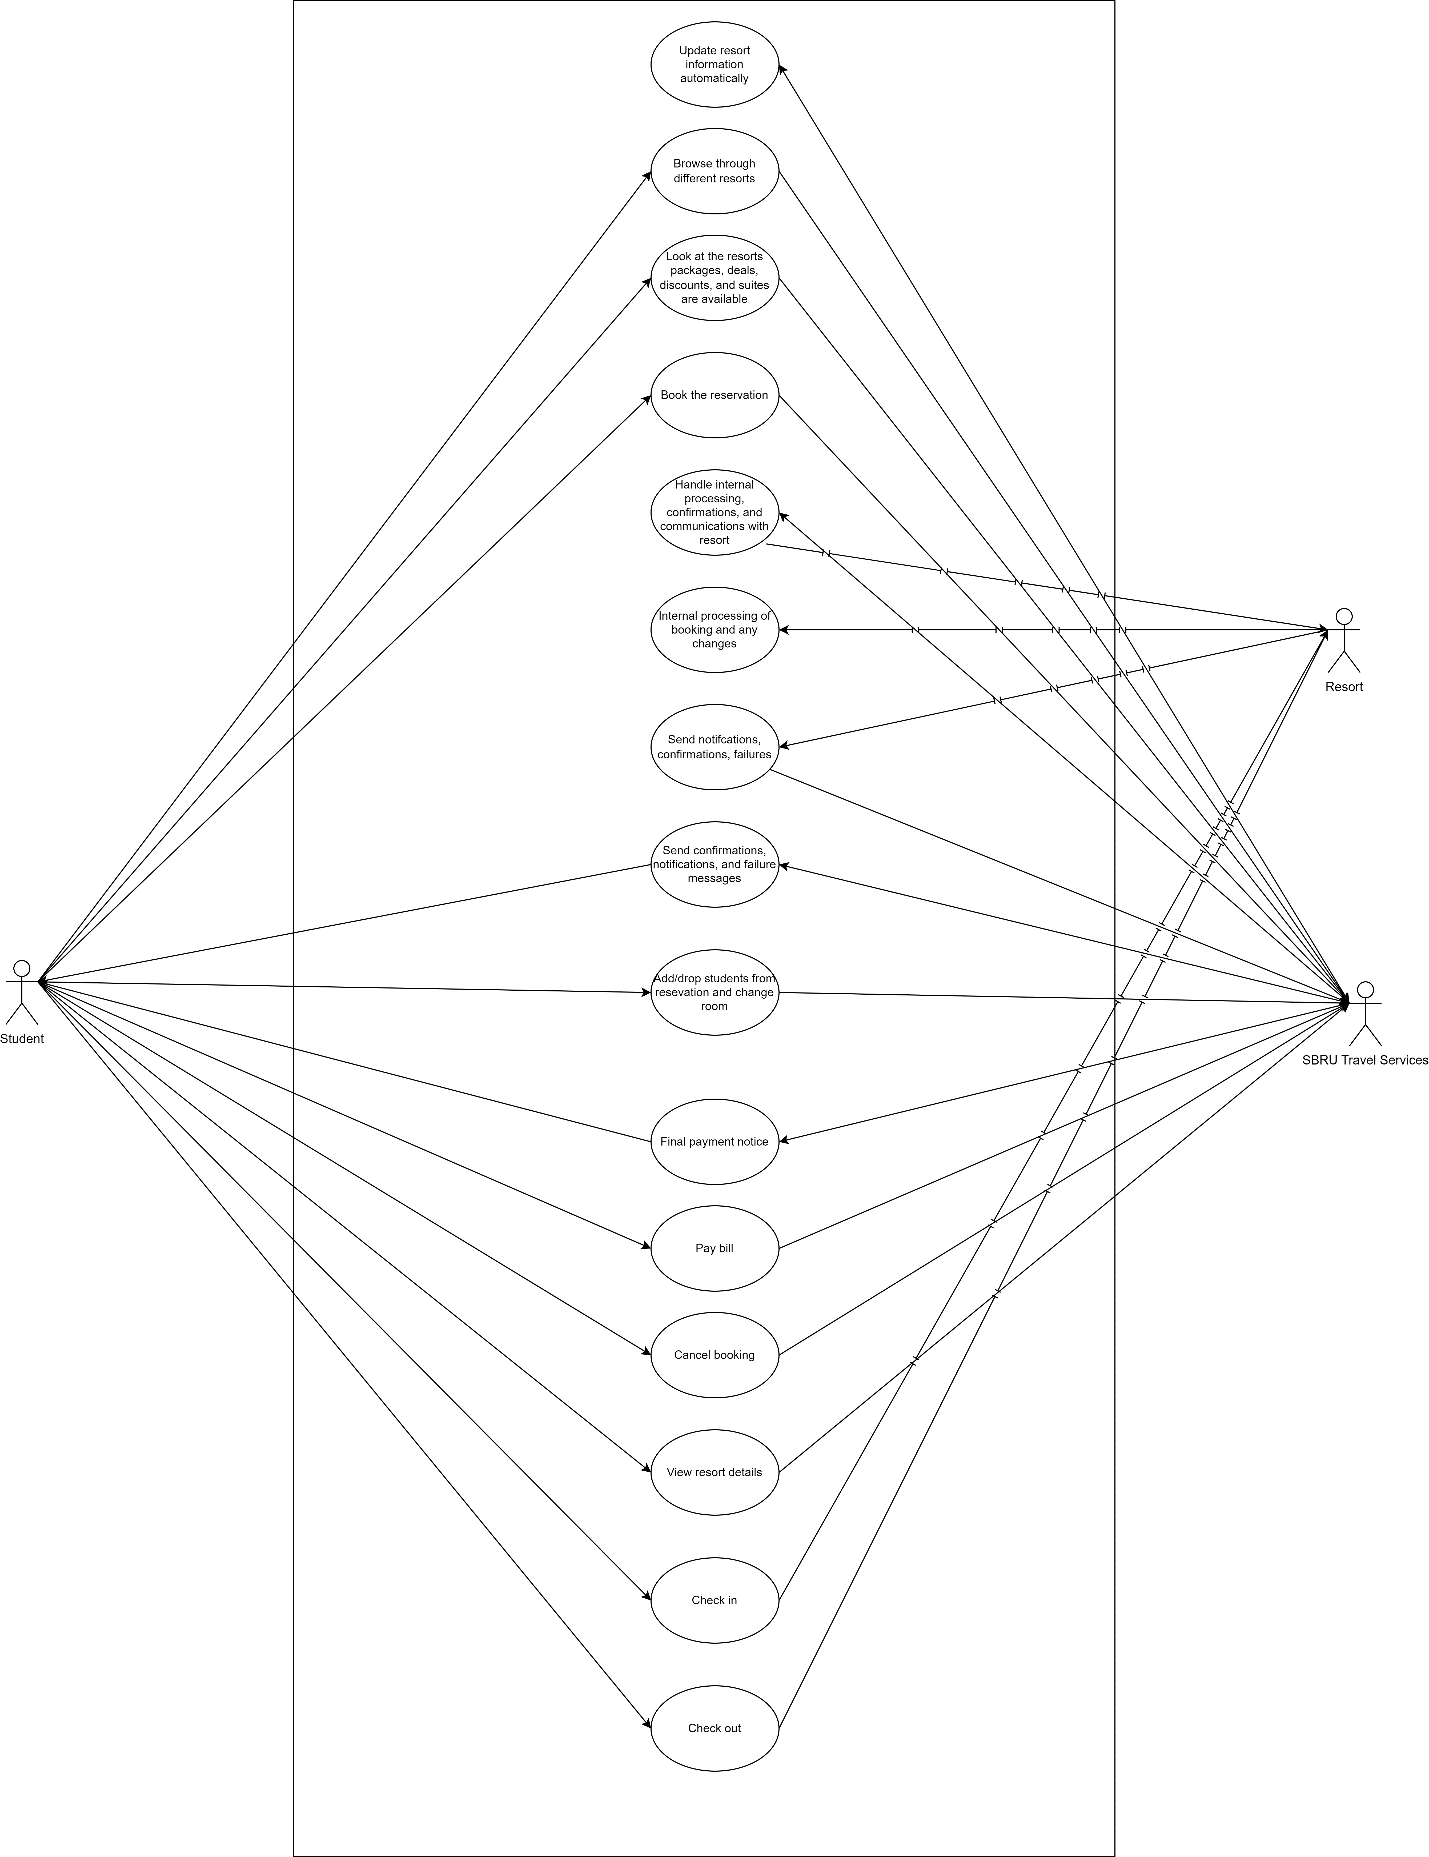 Update resort
information
automatically
Browse through
different resorts
Look at the resorts
packages, deals,
discounts, and suites
are available
Book the reservation
Handle internal
processing,
confirmations, and
communications with
resort
Internal processing of
booking and any
changes
Resort
Send notifcations,
confirmations, failures
Send confirmations,
notifications, and failure
messages
Add/drop students from
resevation and change
room
Student
SBRU Travel Services
Final payment notice
Pay bill
Cancel booking
View resort details
Check in
Check out